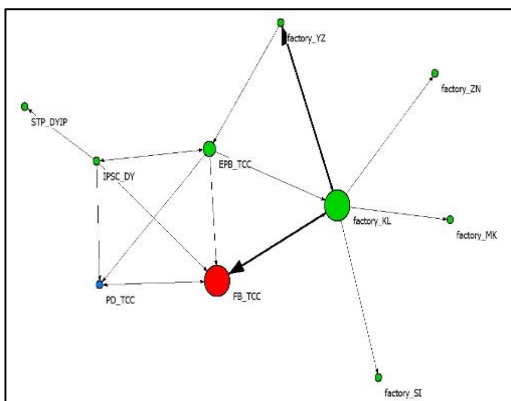 factory_YZ
factory_ZN
STP_DYIP
IPSC_DY
EPB_TCC
factory_KL
factory_MK
PD_TCC
FB_TCC
factory_SI